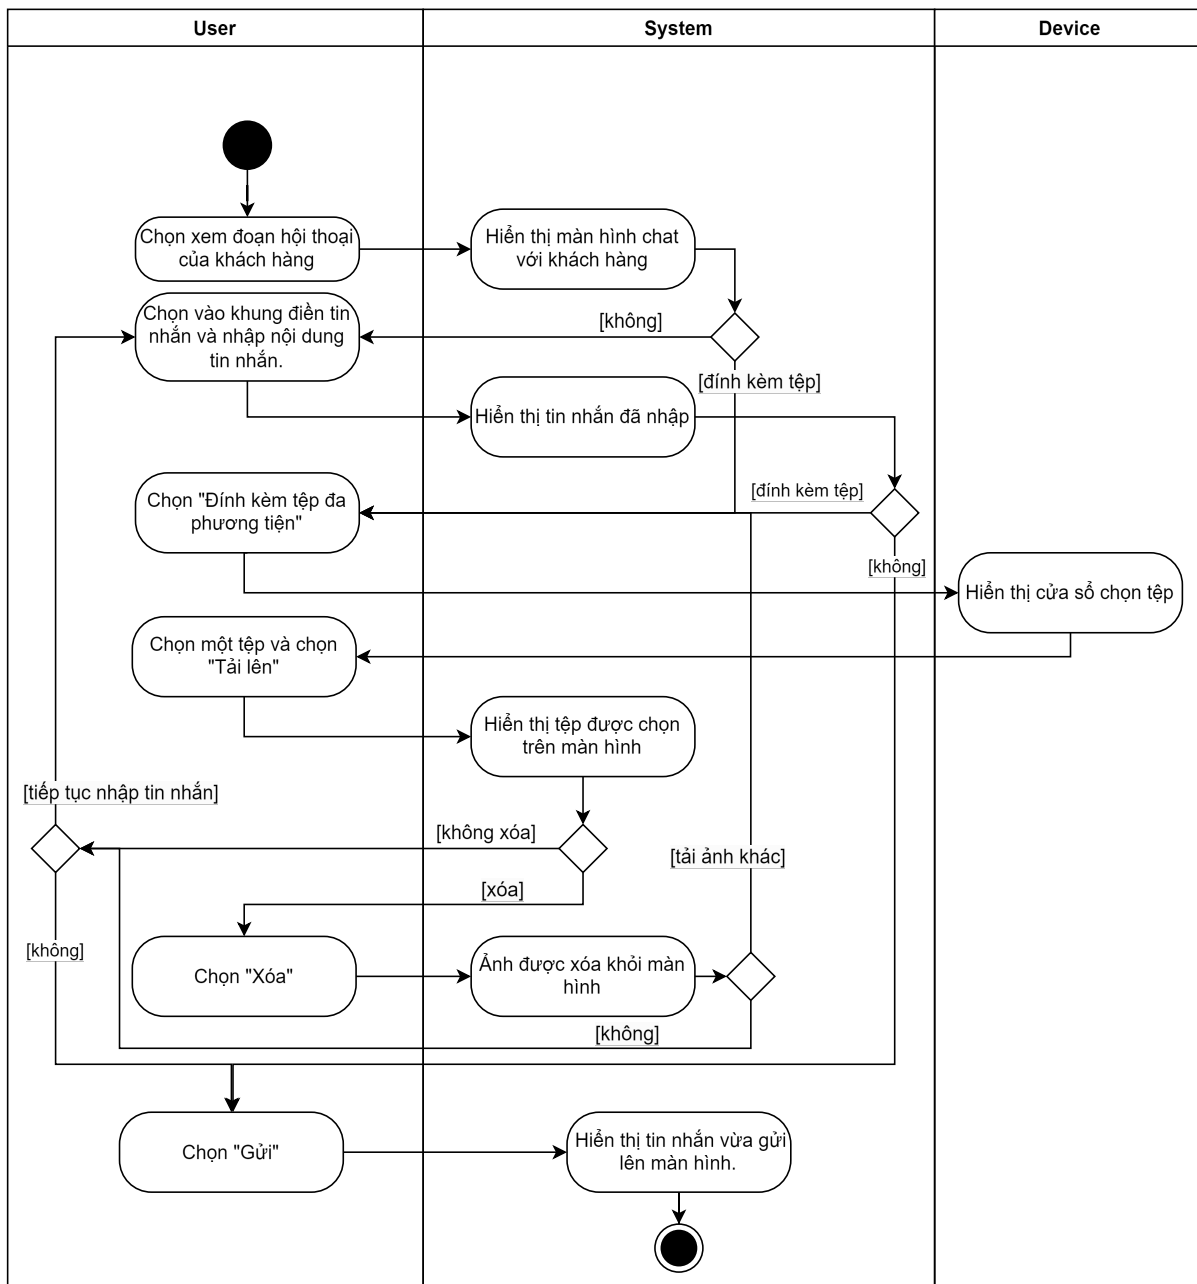 User
System
Device
Chọn xem đoạn hội thoại
của khách hàng
Hiển thị màn hình chat
với khách hàng
Chọn vào khung điền tin
nhắn và nhập nội dung
tin nhắn.
[không]
[đính kèm tệp]
Hiển thị tin nhắn đã nhập
Chọn "Đính kèm tệp đa
phương tiện"
[đính kèm tệp]
[không]
Hiển thị cửa sổ chọn tệp
Chọn một tệp và chọn
"Tải lên"
Hiển thị tệp được chọn
trên màn hình
[tiếp tục nhập tin nhắn]
[không xóa]
[tải ảnh khác]
[xóa]
[không]
Chọn "Xóa"
Ảnh được xóa khỏi màn
hình
[không]
Chọn "Gửi"
Hiển thị tin nhắn vừa gửi
lên màn hình.